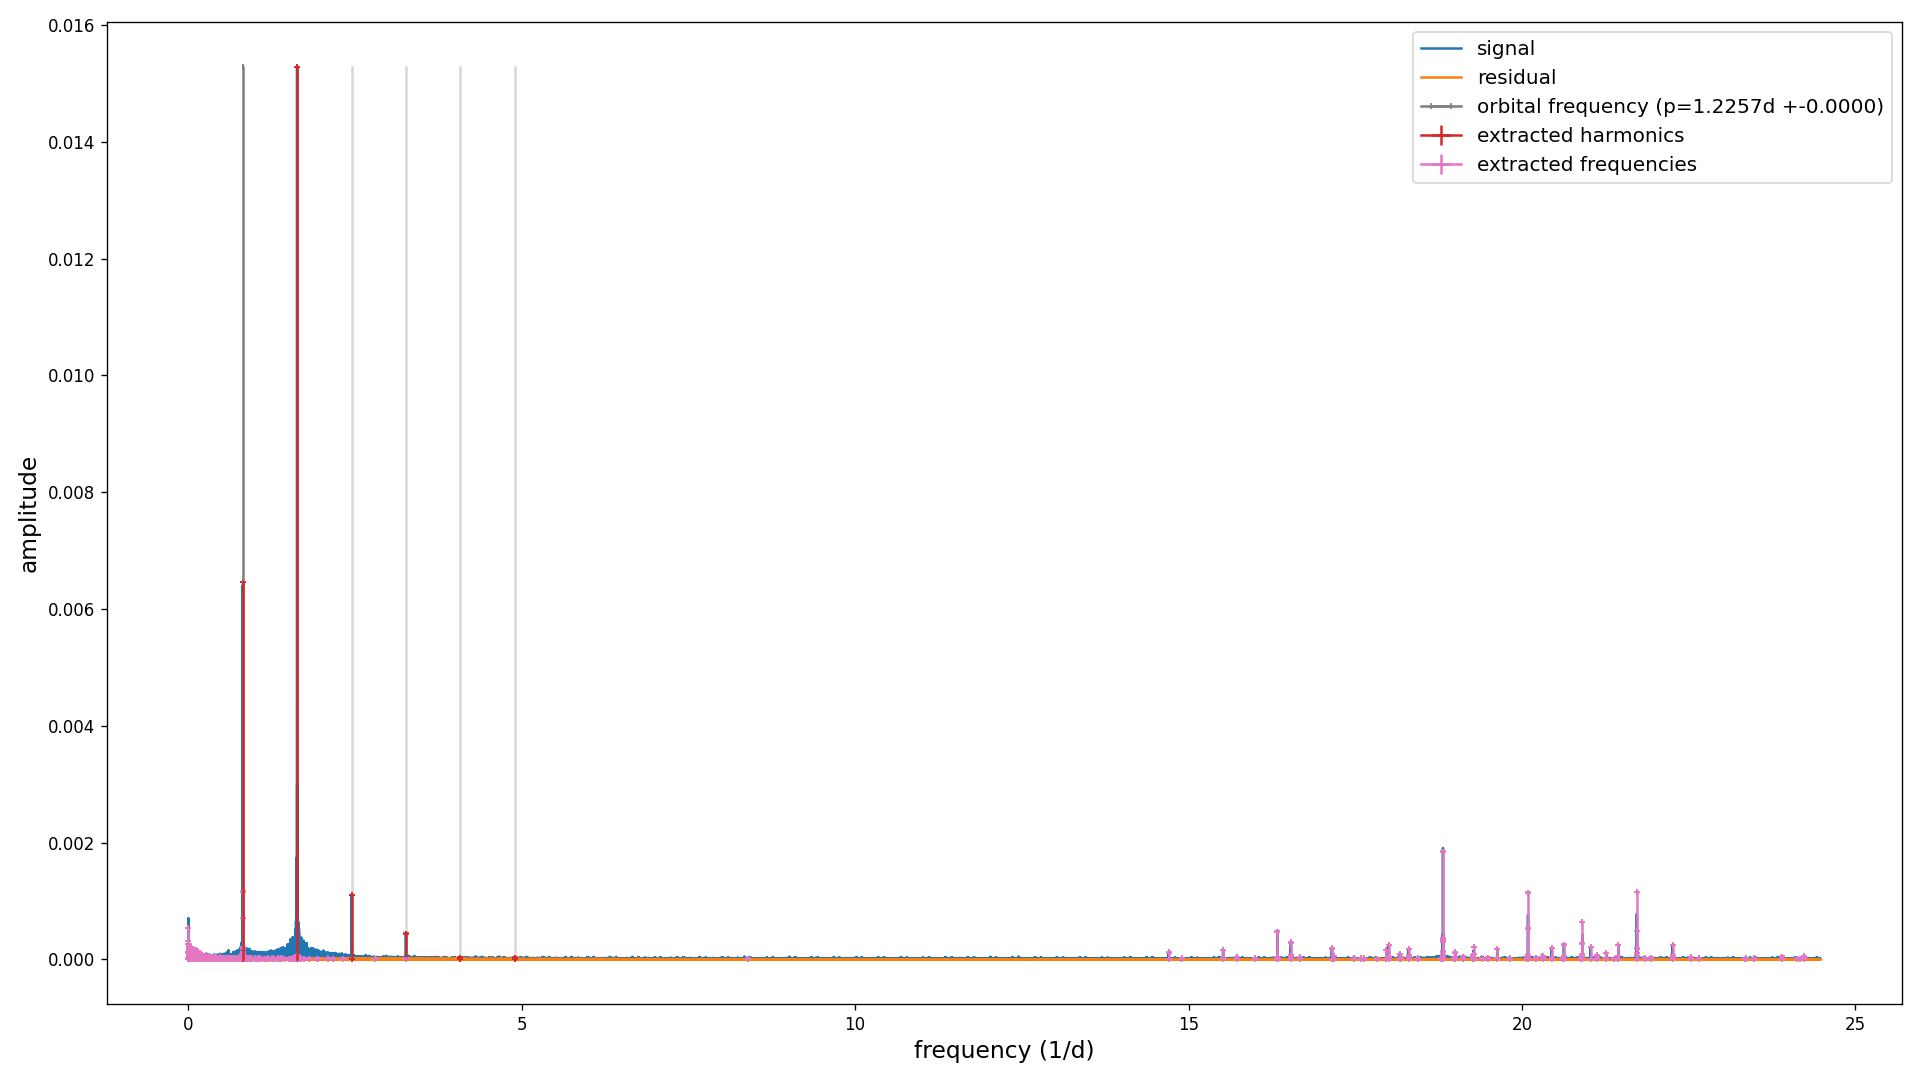 0.016
0.014
0.012
0.010
0.008
0.006
0.004
0.002
0.000
amplitude
0 5 10 15 20 25
frequency (1/d)
signal
residual
orbital frequency (p=1.2257d +-0.0000)
extracted harmonics
extracted frequencies